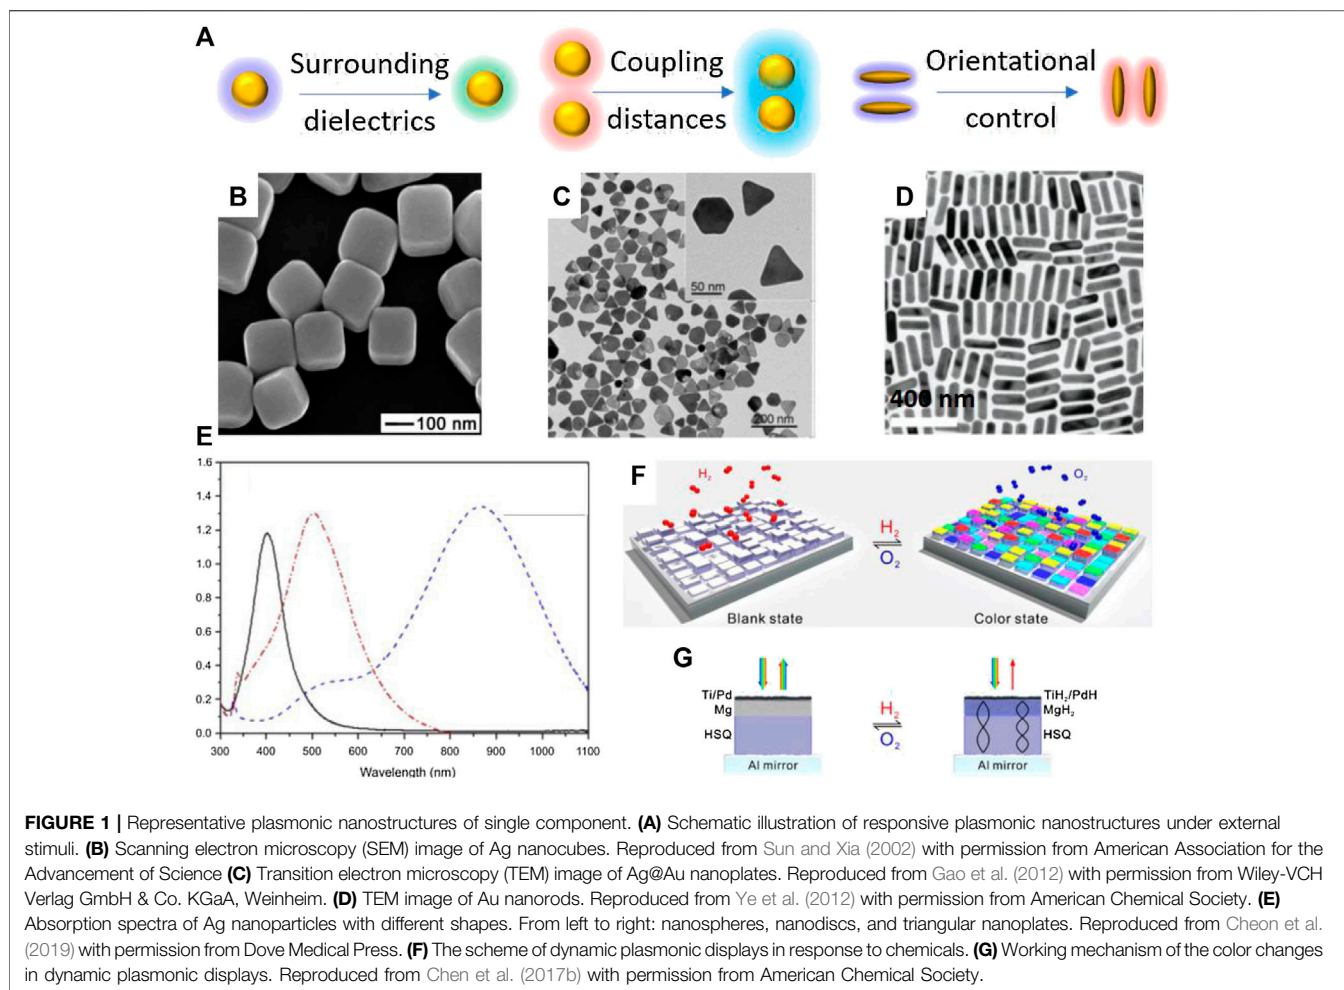 A
Surrounding
dielectrics
Coupling
distances
Orientational
control
B
100 nm
C
50 nm
200 nm
D
400 nm
E
1.6
1.4
1.2
1.0
0.8
0.6
0.4
0.2
0.0
300 400 500 600 700 800 900 1000 1100
Wavelength (nm)
F
H2
O2
H2
O2
Blank state
Color state
G
Ti/Pd
Mg
HSQ
Al mirror
H2
O2
TiH2/PdH
MgH2
HSQ
Al mirror
FIGURE 1 | Representative plasmonic nanostructures of single component. (A) Schematic illustration of responsive plasmonic nanostructures under external
stimuli. (B) Scanning electron microscopy (SEM) image of Ag nanocubes. Reproduced from Sun and Xia (2002) with permission from American Association for the
Advancement of Science (C) Transition electron microscopy (TEM) image of Ag@Au nanoplates. Reproduced from Gao et al. (2012) with permission from Wiley-VCH
Verlag GmbH & Co. KGaA, Weinheim. (D) TEM image of Au nanorods. Reproduced from Ye et al. (2012) with permission from American Chemical Society. (E)
Absorption spectra of Ag nanoparticles with different shapes. From left to right: nanospheres, nanodiscs, and triangular nanoplates. Reproduced from Cheon et al.
(2019) with permission from Dove Medical Press. (F) The scheme of dynamic plasmonic displays in response to chemicals. (G) Working mechanism of the color changes
in dynamic plasmonic displays. Reproduced from Chen et al. (2017b) with permission from American Chemical Society.